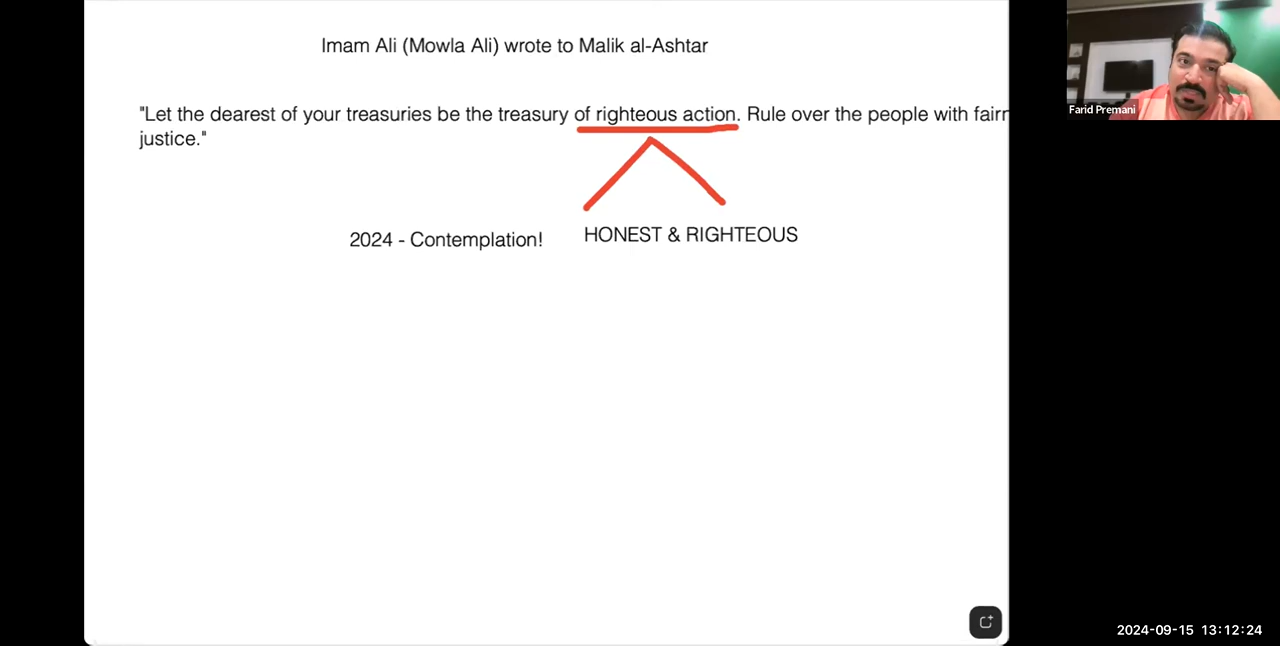 Imam Ali (Mowla Ali) wrote to Malik al-Ashtar
"Let the dearest of your treasuries be the treasury of righteous action. Rule over the people with
justice."
2024 - Contemplation!
HONEST & RIGHTEOUS
Farid Premani
2024-09-15 13:12:24